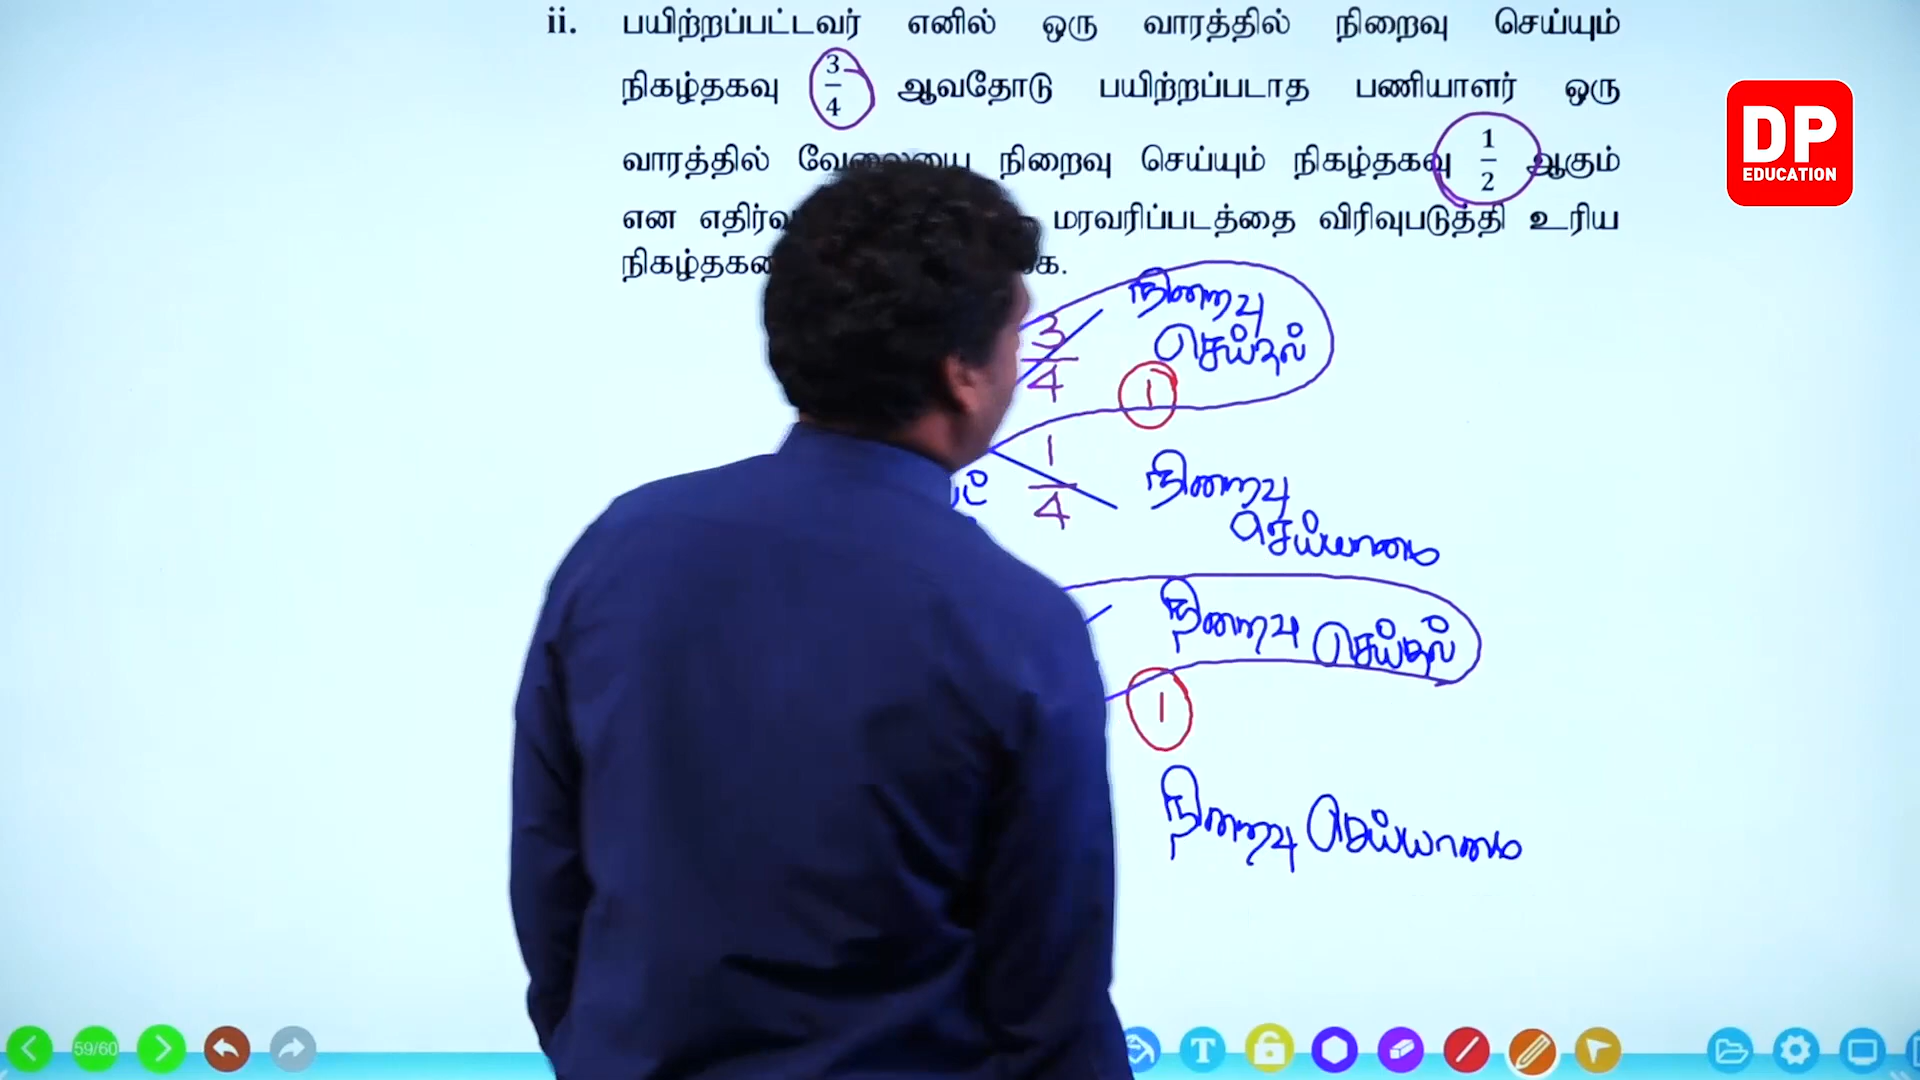 ii. பயிற்றப்பட்டவர் எனில் ஒரு வாரத்தில் நிறைவு செய்யும்
நிகழ்தகவு 3/4 ஆவதோடு பயிற்றப்படாத பணியாளர் ஒரு
வாரத்தில் வேலையை நிறைவு செய்யும் நிகழ்தகவு 1/2 ஆகும்
என மரவரிப்படத்தை விரிவுபடுத்தி உரிய
DP
EDUCATION
நிறைவு
செய்தல்
3/4
1
1/4
நிறைவு
செய்யாமை
நிறைவு செய்தல்
1
நிறைவு செய்யாமை
59/60
T